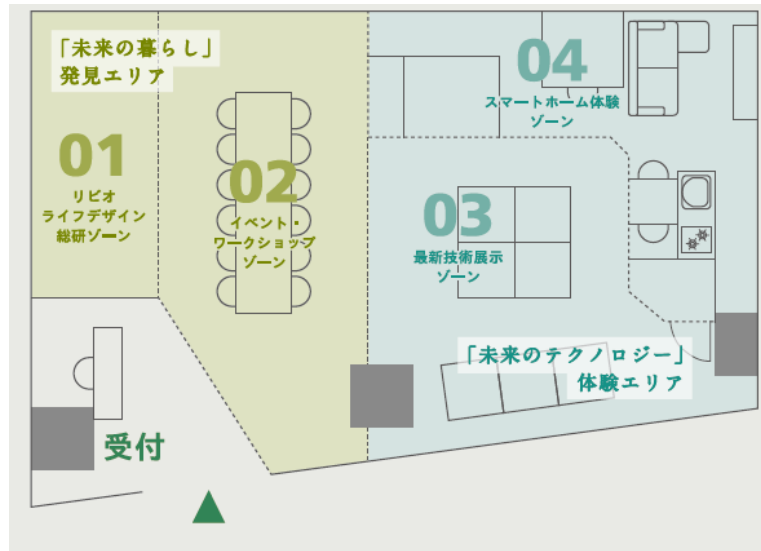 「未来の暮らし」
発見エリア
01
リビオ
ライフデザイン
総研ゾーン
02
イベント・
ワークショップ
ゾーン
03
最新技術展示
ゾーン
04
スマートホーム体験
ゾーン
「未来のテクノロジー」
体験エリア
受付